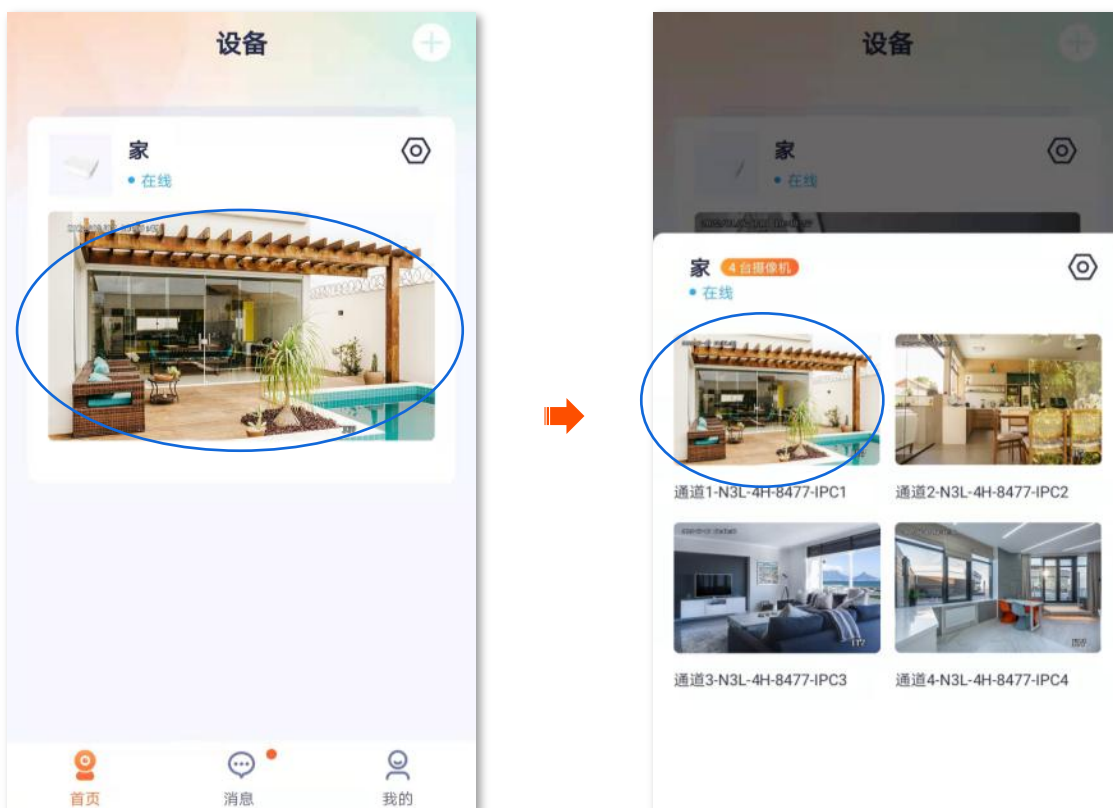 设备
家
在线
首页
消息
我的
设备
家
在线
家
4 台摄像机
在线
通道1-N3L-4H-8477-IPC1
通道2-N3L-4H-8477-IPC2
通道3-N3L-4H-8477-IPC3
通道4-N3L-4H-8477-IPC4